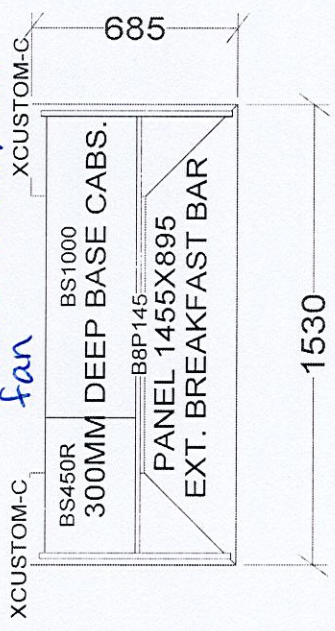 fan
XCUSTOM-C
XCUSTOM-C
685
BS450R
BS1000
300MM DEEP BASE CABS.
B8P145
PANEL 1455X895
EXT. BREAKFAST BAR
1530